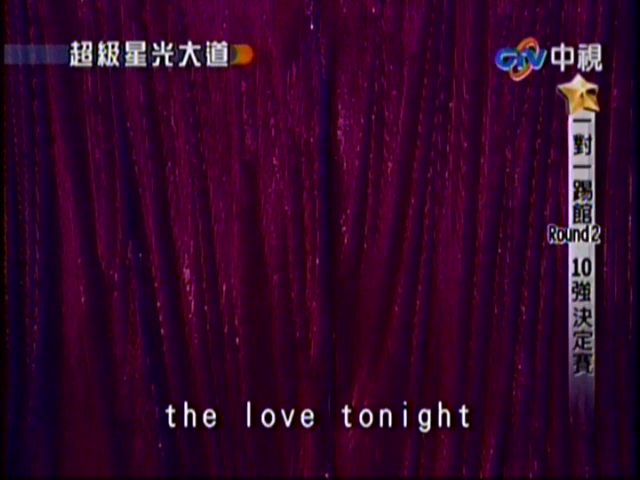 超級星光大道
CTV中視
一對一踢館
Round 2
10強決定賽
the love tonight